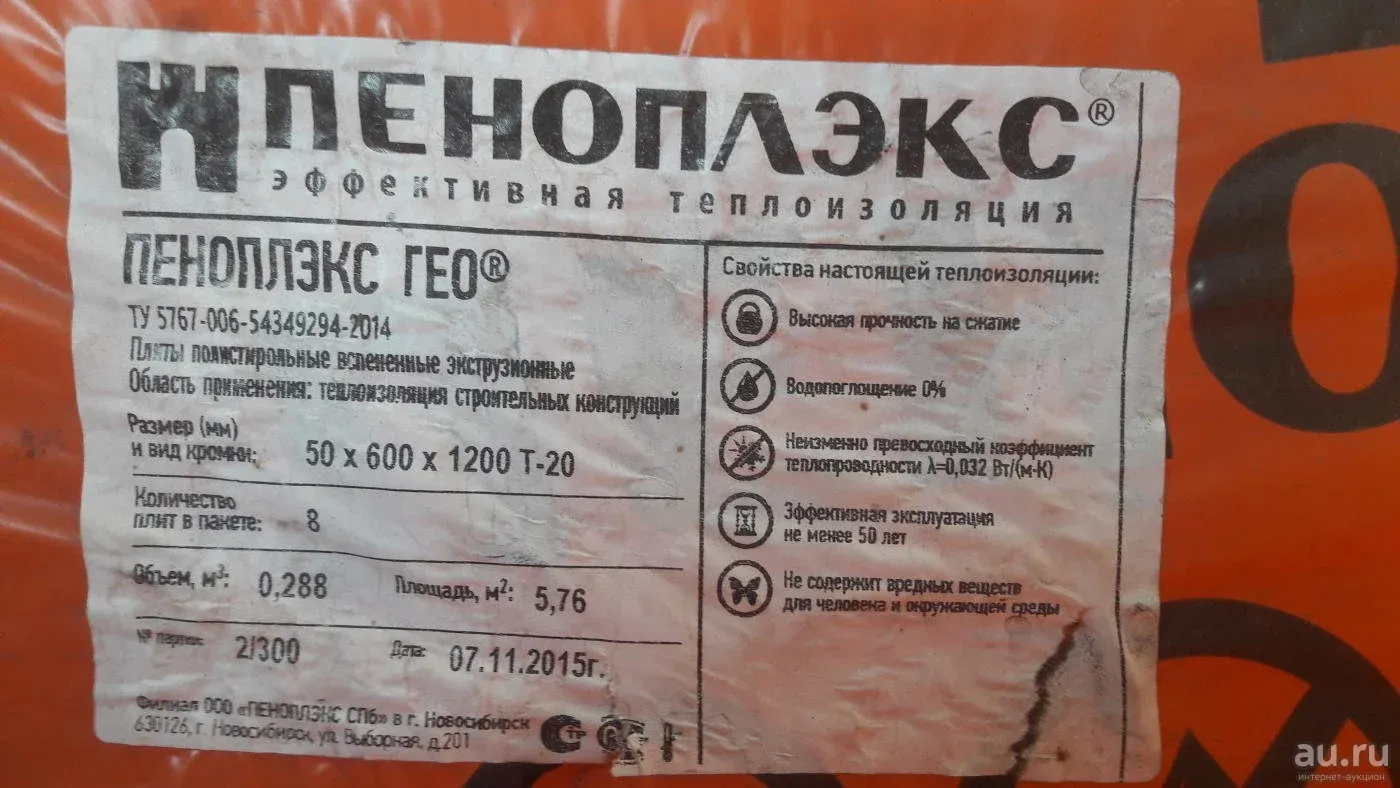 ПЕНОПЛЭКС®
эффективная теплоизоляция
ПЕНОПЛЭКС ГЕО®
ТУ 5767-006-54349294-2014
Плиты полистирольные вспененные экструзионные
Область применения: теплоизоляция строительных конструкций
Размер (мм)
и вид кромки: 50 х 600 х 1200 Т-20
Количество
плит в пакете: 8
Объем, м³: 0,288 Площадь, м²: 5,76
№ партии: 2/300 Дата: 07.11.2015г.
Филиал ООО «ПЕНОПЛЭКС СПб» в г. Новосибирск
630126, г. Новосибирск, ул. Выборная, д.201
Свойства настоящей теплоизоляции:
Высокая прочность на сжатие
Водопоглощение 0%
Неизменно превосходный коэффициент
теплопроводности λ=0,032 Вт/(м·К)
Эффективная эксплуатация
не менее 50 лет
Не содержит вредных веществ
для человека и окружающей среды
au.ru
интернет-аукцион